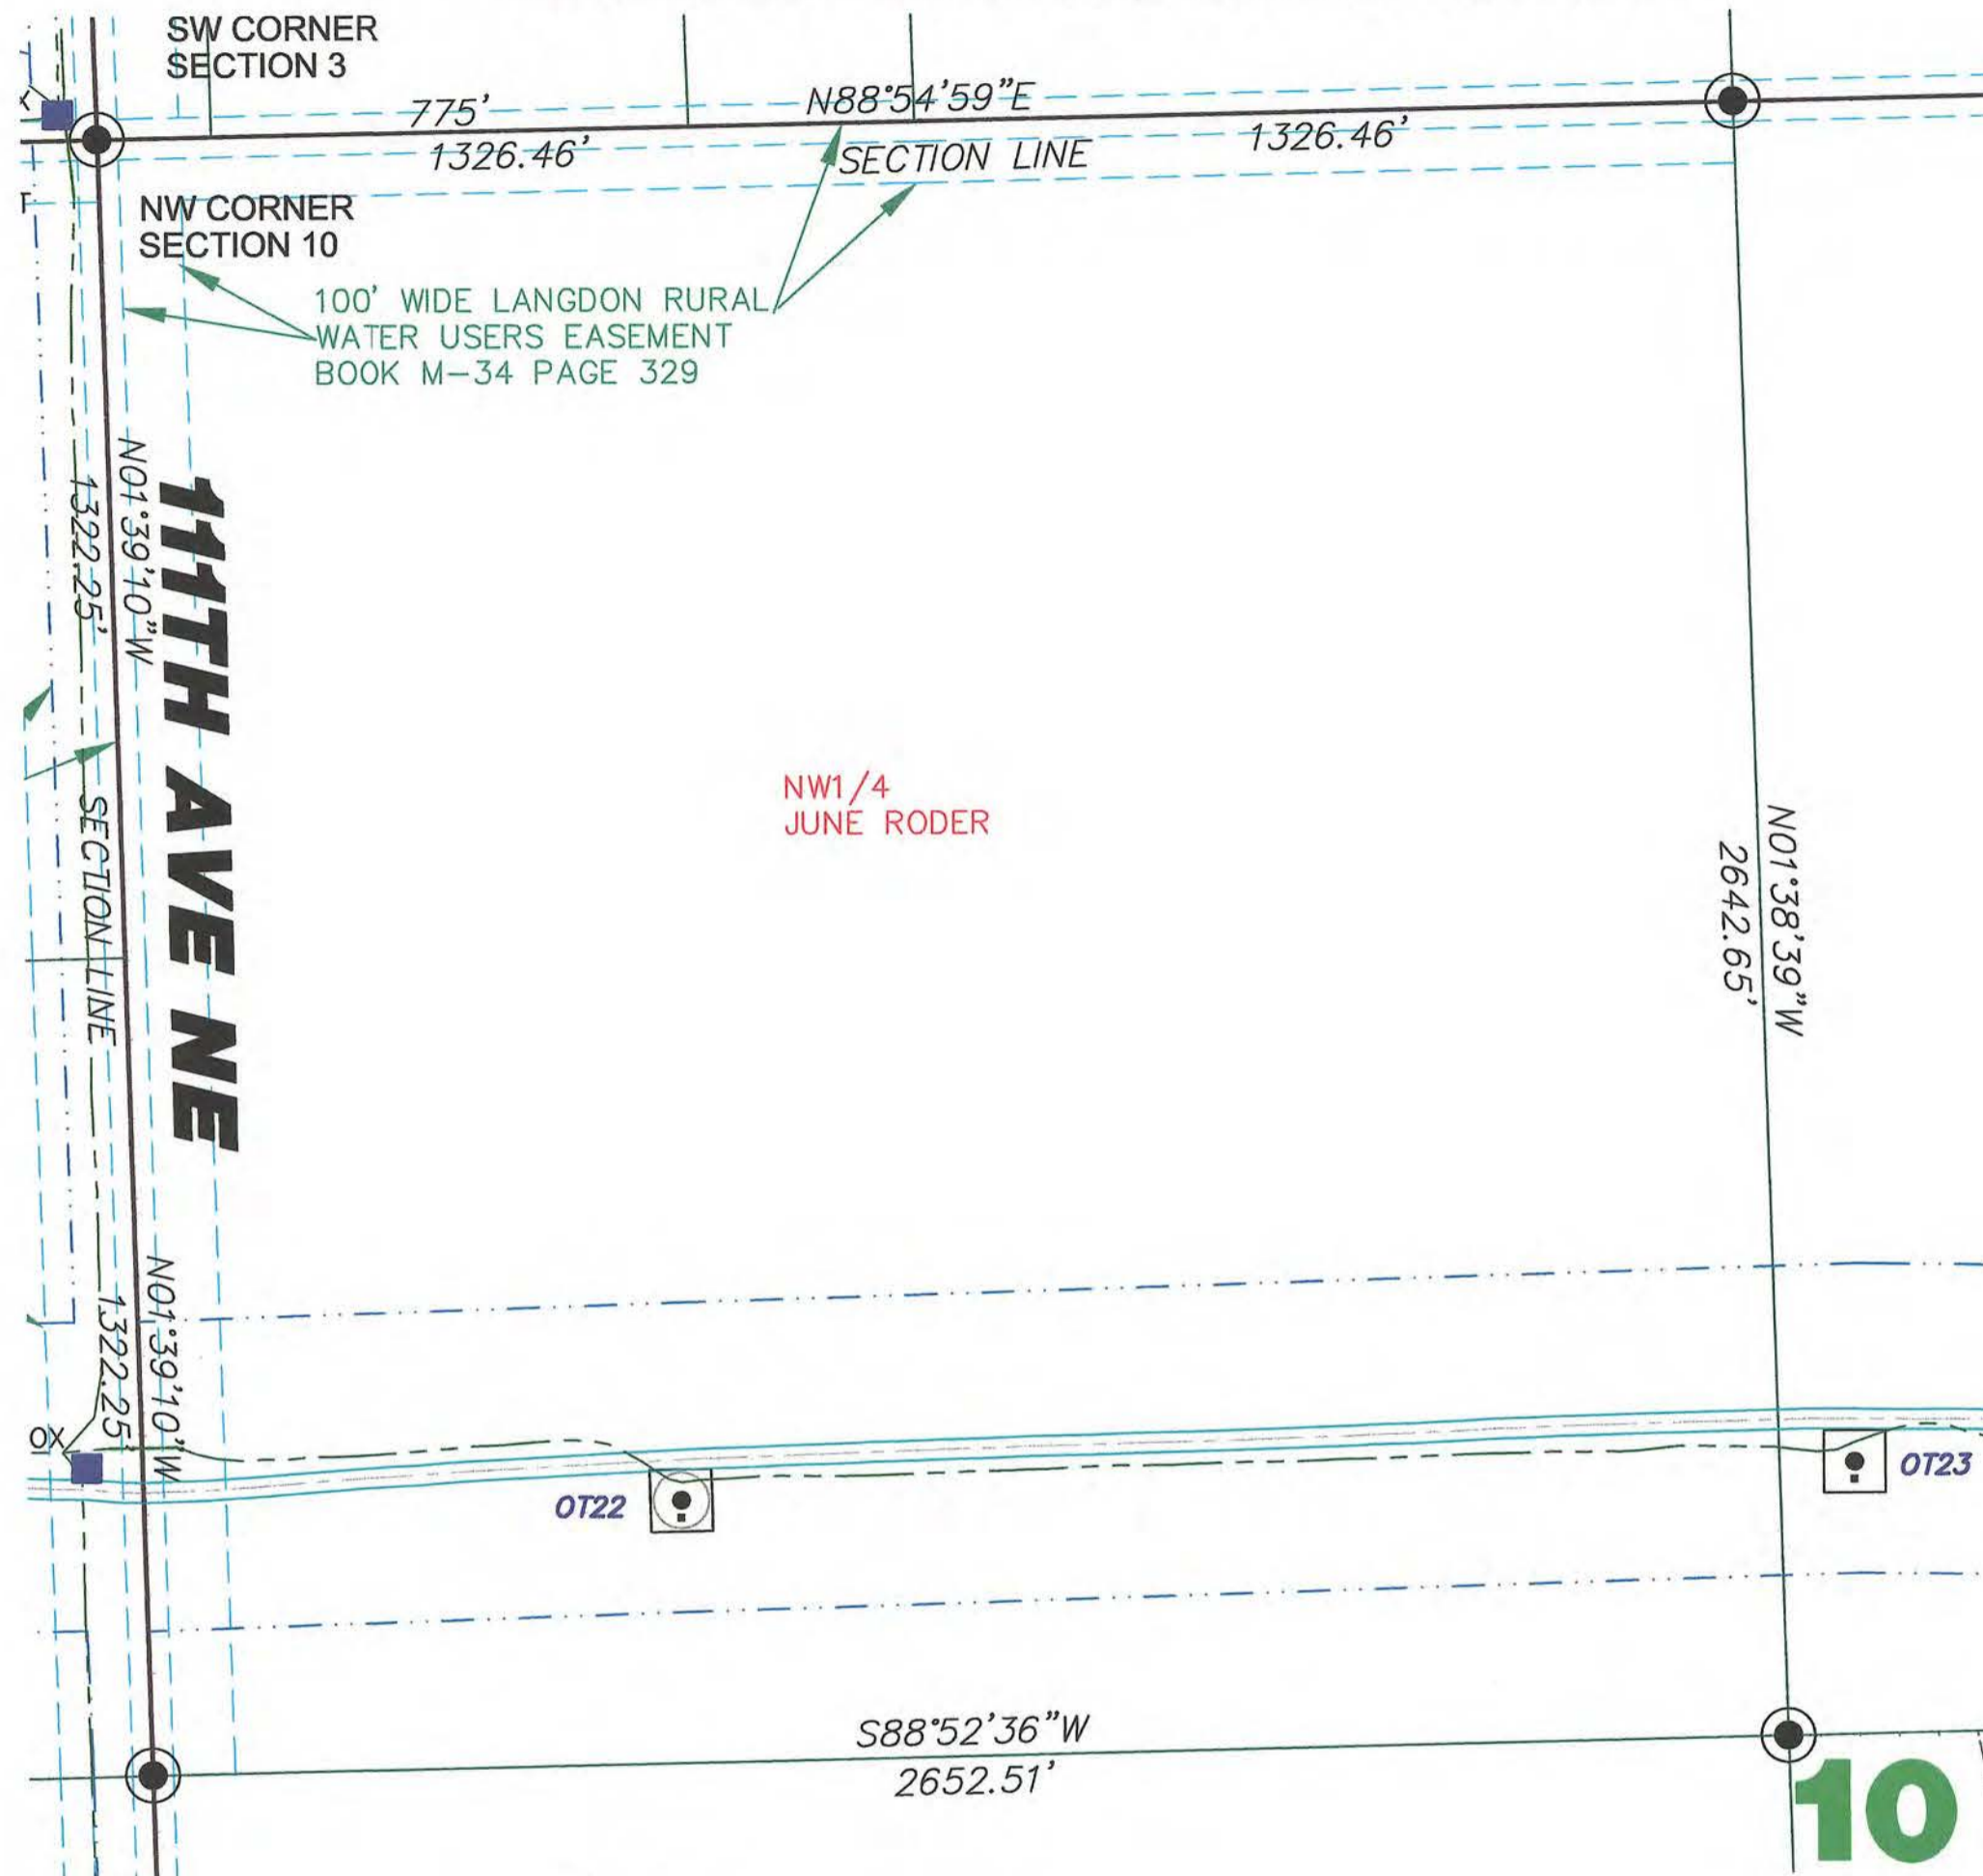 SW CORNER
SECTION 3
775'
N88°54'59"E
1326.46'
SECTION LINE
1326.46'
NW CORNER
SECTION 10
100' WIDE LANGDON RURAL
WATER USERS EASEMENT
BOOK M-34 PAGE 329
N01°39'10"W
1322.25'
111TH AVE NE
SECTION LINE
NW1/4
JUNE RODER
N01°38'39"W
2642.65'
N01°39'10"W
1322.25'
OX
OT22
OT23
S88°52'36"W
2652.51'
10